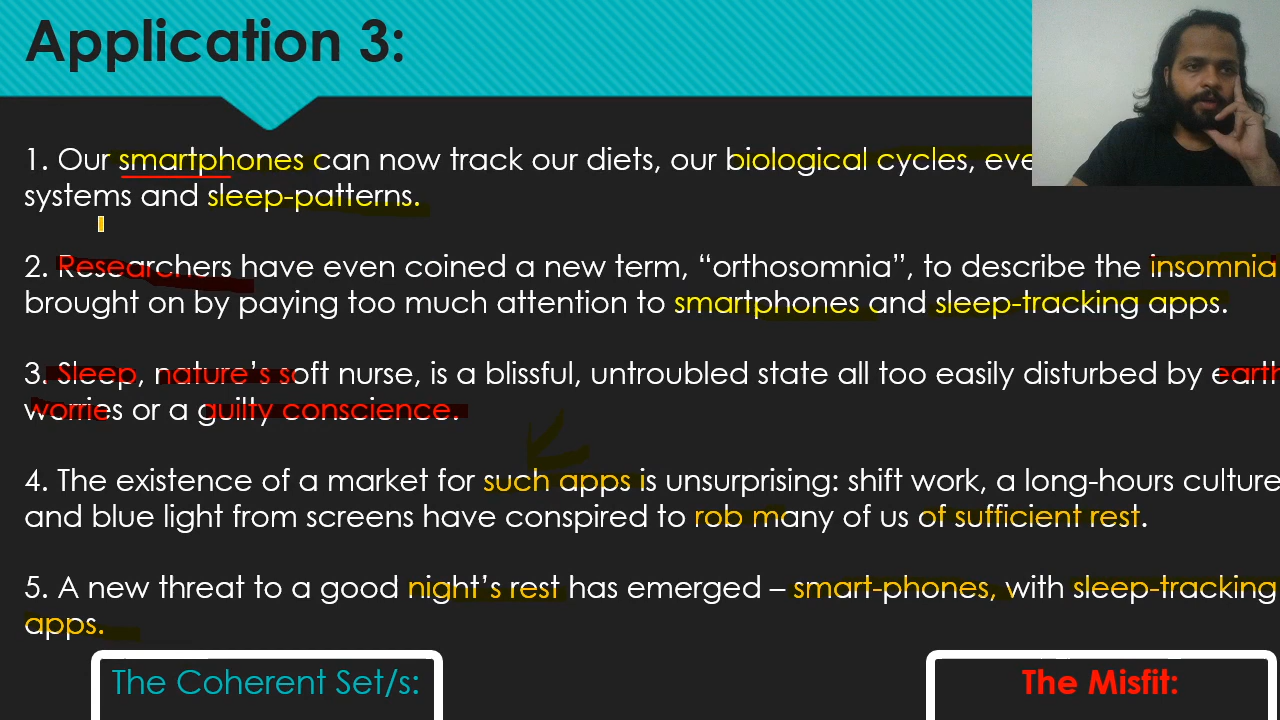 Application 3:
1. Our smartphones can now track our diets, our biological cycles,
systems and sleep-patterns.
2. Researchers have even coined a new term, “orthosomnia”, to describe the insomnia
brought on by paying too much attention to smartphones and sleep-tracking apps.
3. Sleep, nature’s soft nurse, is a blissful, untroubled state all too easily disturbed by
worries or a guilty conscience.
4. The existence of a market for such apps is unsurprising: shift work, a long-hours culture
and blue light from screens have conspired to rob many of us of sufficient rest.
5. A new threat to a good night’s rest has emerged – smart-phones, with sleep-tracking
apps.
The Coherent Set/s:
The Misfit: